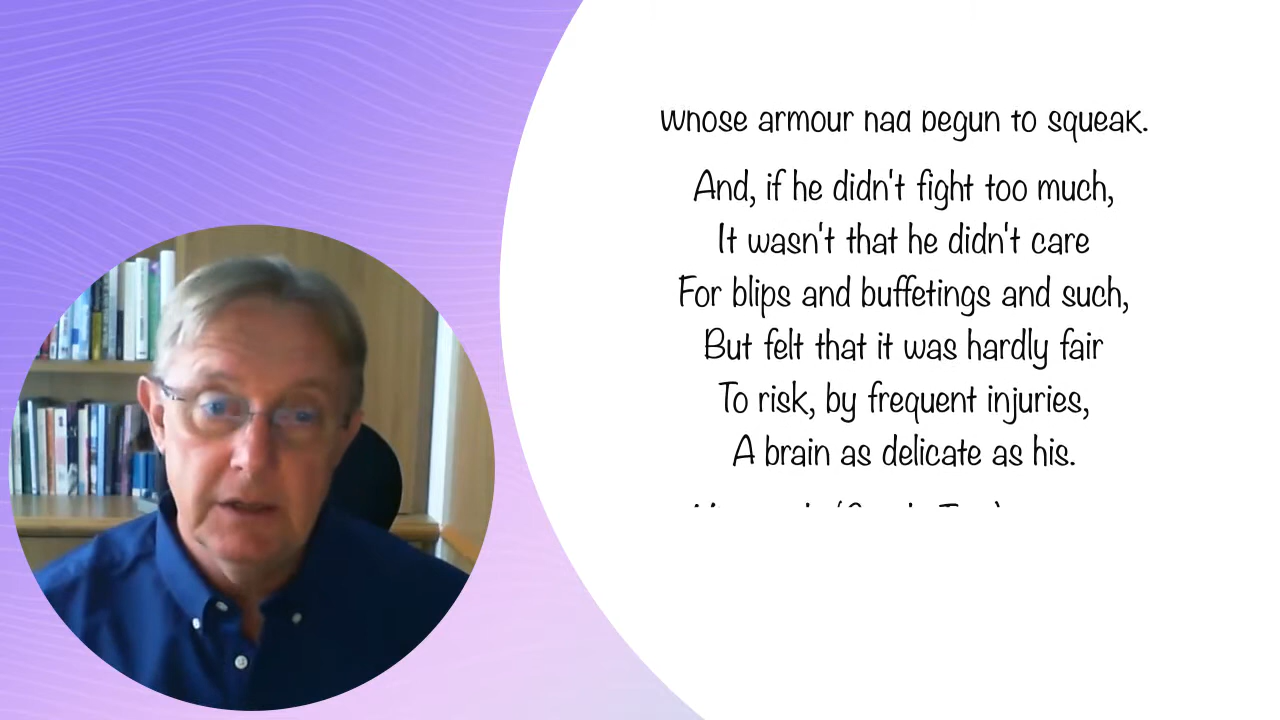 whose armour had begun to squeak.
And, if he didn't fight too much,
It wasn't that he didn't care
For blips and buffetings and such,
But felt that it was hardly fair
To risk, by frequent injuries,
A brain as delicate as his.